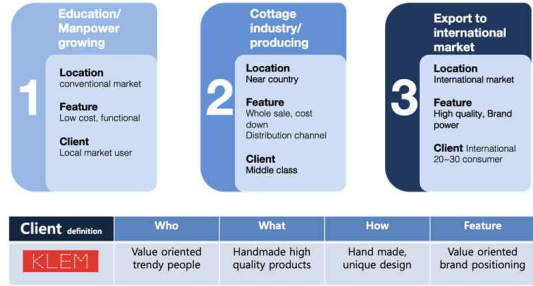 Education/
Manpower
growing
1
Location
conventional market
Feature
Low cost, functional
Client
Local market user
Cottage
industry/
producing
2
Location
Near country
Feature
Whole sale, cost
down
Distribution channel
Client
Middle class
Export to
international
market
3
Location
International market
Feature
High quality, Brand
power
Client International
20~30 consumer
Client definition
Who
What
How
Feature
KLEM
Value oriented
trendy people
Handmade high
quality products
Hand made,
unique design
Value oriented
brand positioning